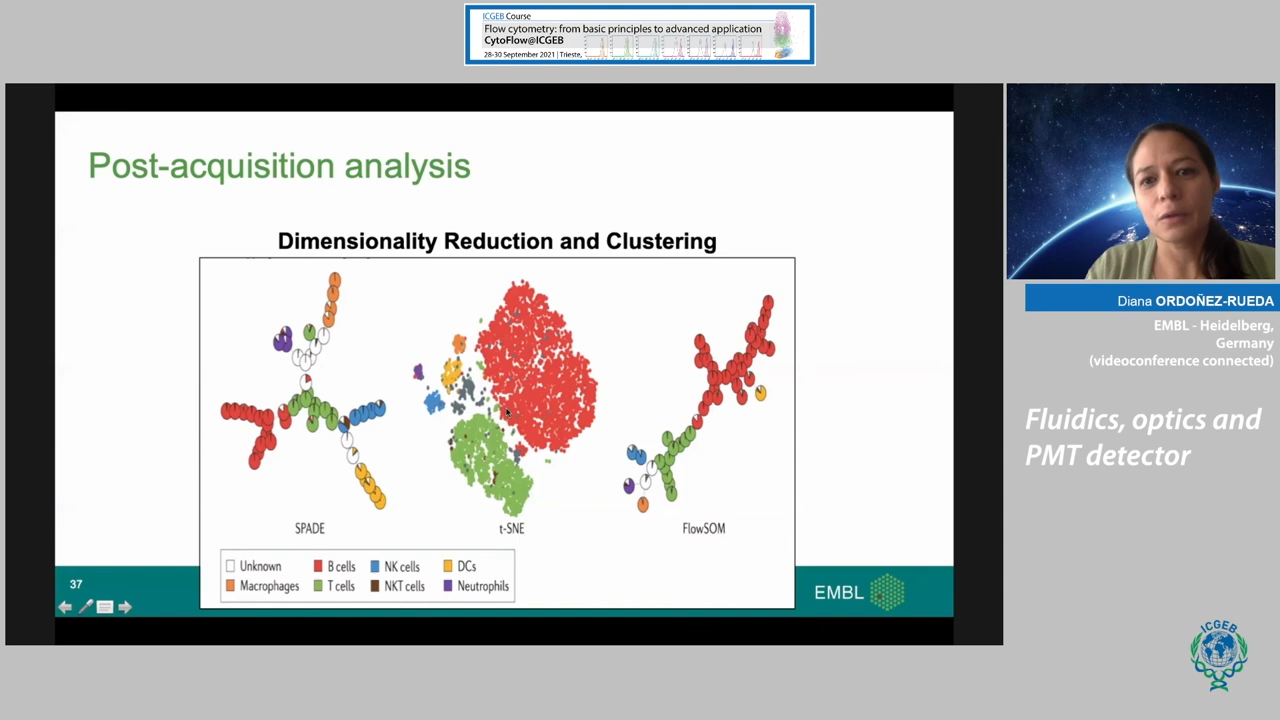 ICGEB Course
Flow cytometry: from basic principles to advanced application
CytoFlow@ICGEB
28-30 September 2021 | Trieste,
Post-acquisition analysis
Dimensionality Reduction and Clustering
SPADE
t-SNE
FlowSOM
Unknown
B cells
NK cells
DCs
Macrophages
T cells
NKT cells
Neutrophils
37
EMBL
Diana ORDOÑEZ-RUEDA
EMBL - Heidelberg,
Germany
(videoconference connected)
Fluidics, optics and
PMT detector
ICGEB